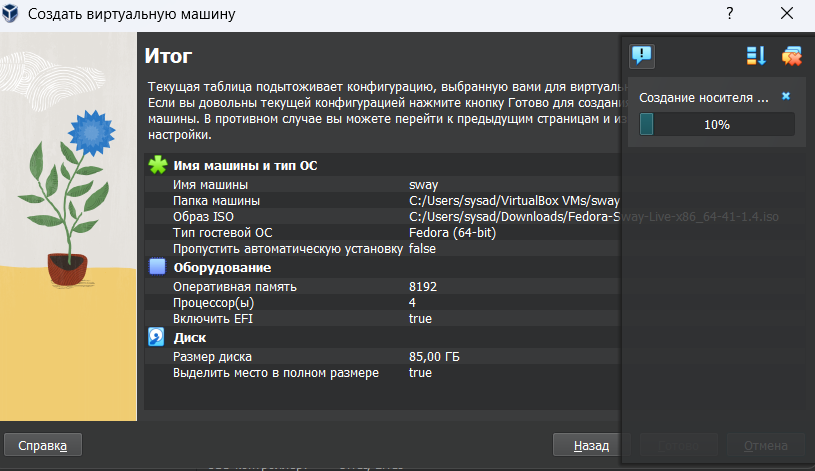 Создать виртуальную машину
?
Итог
Текущая таблица подытоживает конфигурацию, выбранную вами для виртуаль
Если вы довольны текущей конфигурацией нажмите кнопку Готово для создани
машины. В противном случае вы можете перейти к предыдущим страницам и из
настройки.
Создание носителя ...
10%
Имя машины и тип ОС
Имя машины sway
Папка машины C:/Users/sysad/VirtualBox VMs/sway
Образ ISO C:/Users/sysad/Downloads/Fedora-Sway-Live-x86_64-41-1.4.iso
Тип гостевой ОС Fedora (64-bit)
Пропустить автоматическую установку false
Оборудование
Оперативная память 8192
Процессор(ы) 4
Включить EFI true
Диск
Размер диска 85,00 ГБ
Выделить место в полном размере true
Справка Назад Отмена